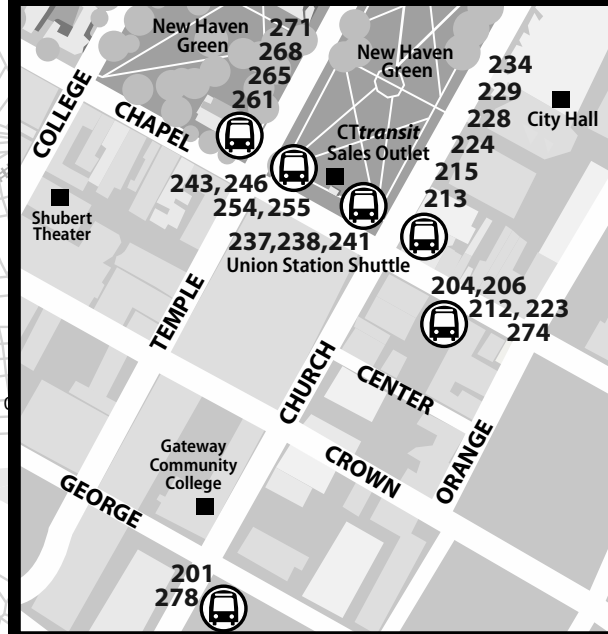 New Haven
Green
271
268
265
261
New Haven
Green
234
229
228
224
215
213
City Hall
COLLEGE
CHAPEL
CTtransit
Sales Outlet
243, 246
254, 255
Shubert
Theater
237,238,241
Union Station Shuttle
204,206
212, 223
274
TEMPLE
CHURCH
CENTER
ORANGE
CROWN
Gateway
Community
College
GEORGE
201
278